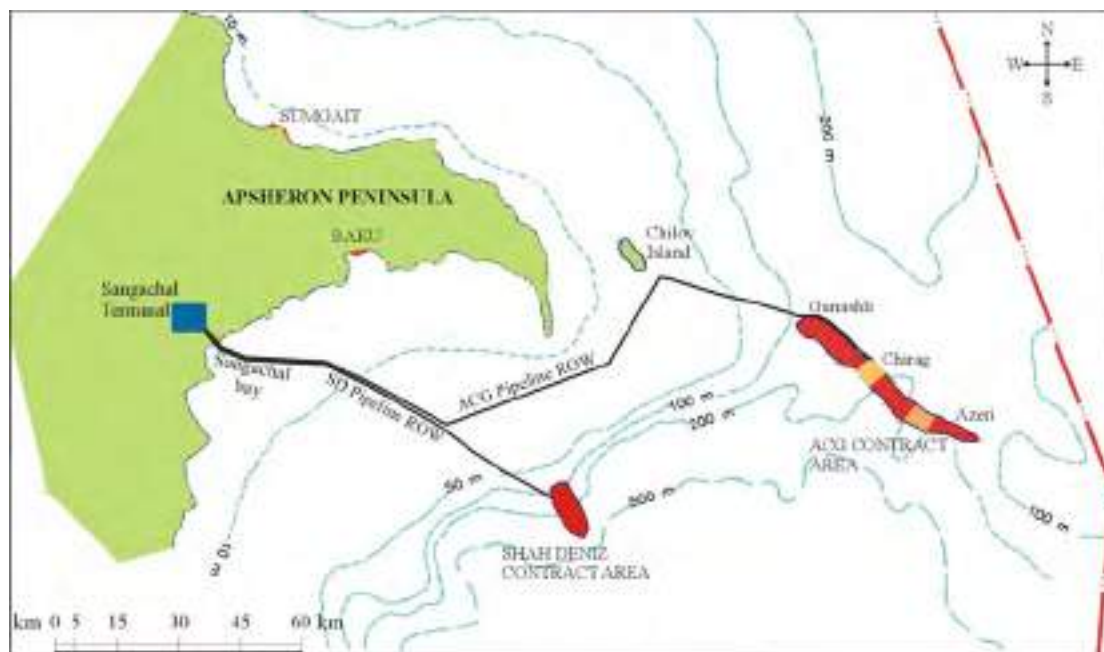 10 m
N
W E
S
SUMGAIT
200 m
APSHERON PENINSULA
BAKU
Chilov
Island
Sangachal
Terminal
Gunashli
Sangachal
bay
SD Pipeline ROW
ACG Pipeline ROW
Chirag
100 m
200 m
Azeri
ACG CONTRACT
AREA
50 m
500 m
100 m
10 m
SHAH DENIZ
CONTRACT AREA
km 0 5 15 30 60 km